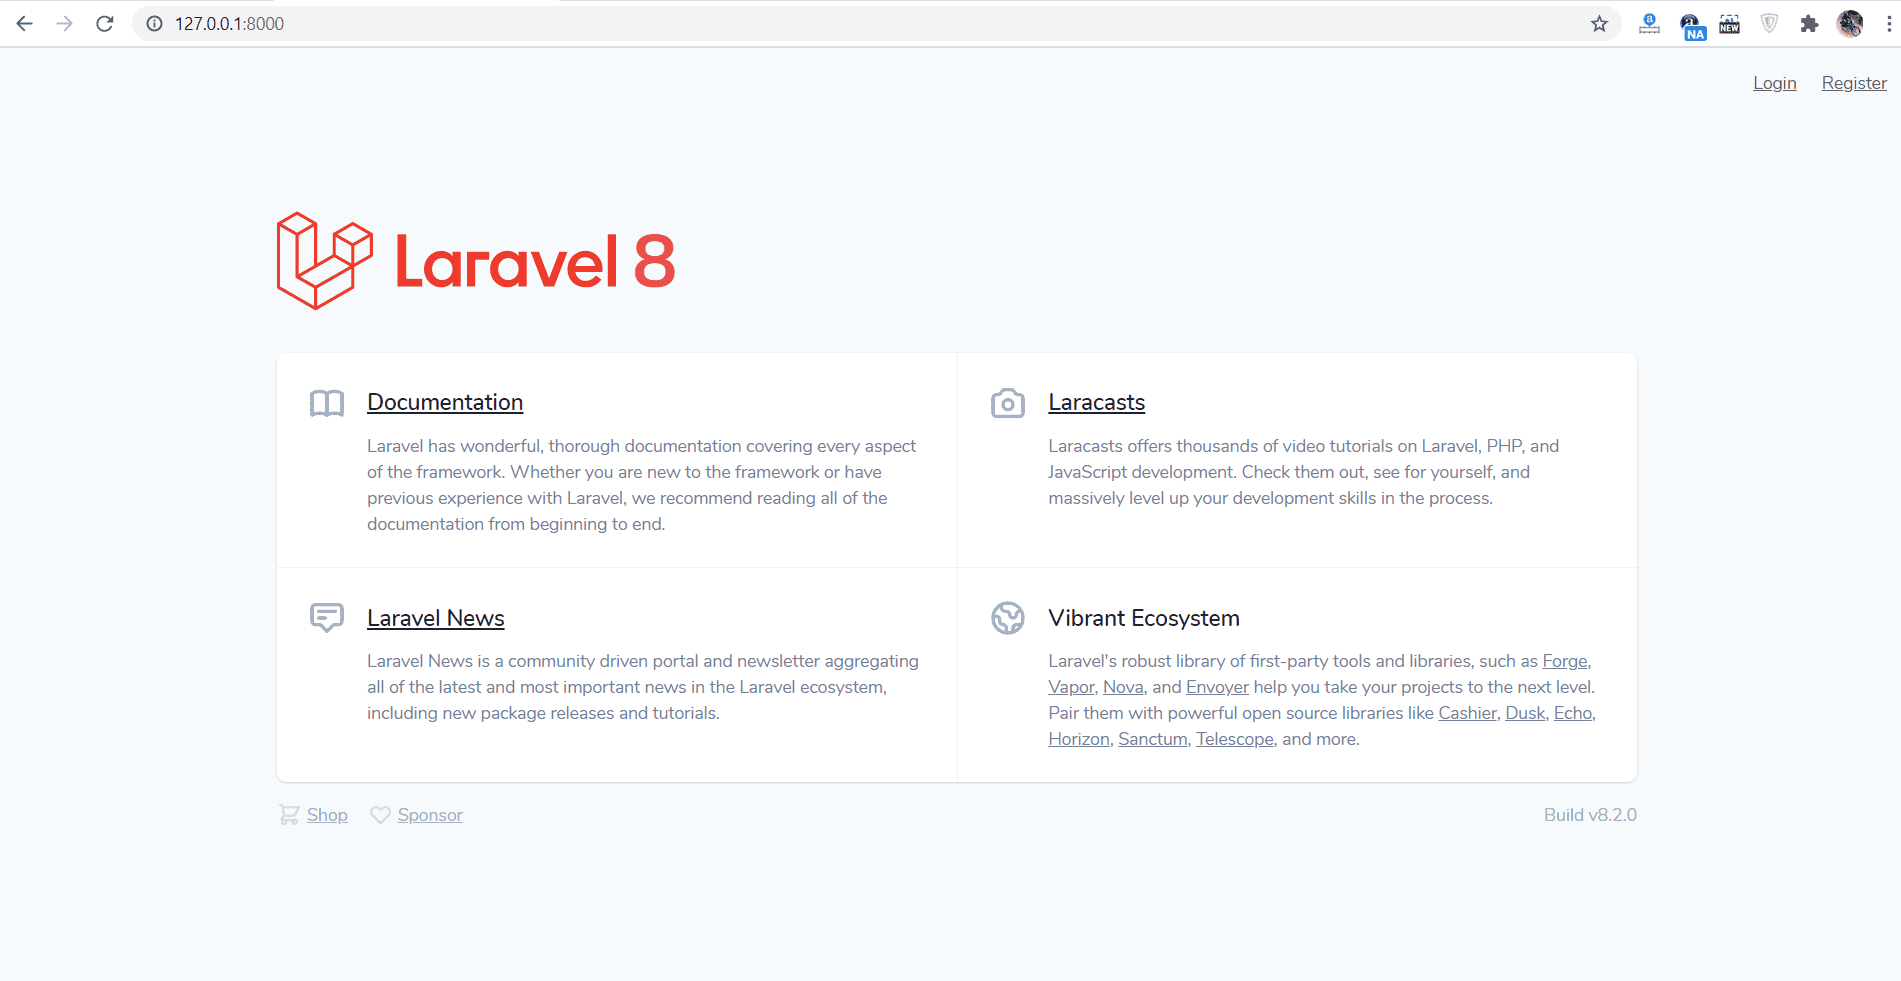 127.0.0.1:8000
a
a
NA
NEW
Login Register
Laravel 8
Documentation
Laravel has wonderful, thorough documentation covering every aspect
of the framework. Whether you are new to the framework or have
previous experience with Laravel, we recommend reading all of the
documentation from beginning to end.
Laracasts
Laracasts offers thousands of video tutorials on Laravel, PHP, and
JavaScript development. Check them out, see for yourself, and
massively level up your development skills in the process.
Laravel News
Laravel News is a community driven portal and newsletter aggregating
all of the latest and most important news in the Laravel ecosystem,
including new package releases and tutorials.
Vibrant Ecosystem
Laravel's robust library of first-party tools and libraries, such as Forge,
Vapor, Nova, and Envoyer help you take your projects to the next level.
Pair them with powerful open source libraries like Cashier, Dusk, Echo,
Horizon, Sanctum, Telescope, and more.
Shop Sponsor Build v8.2.0